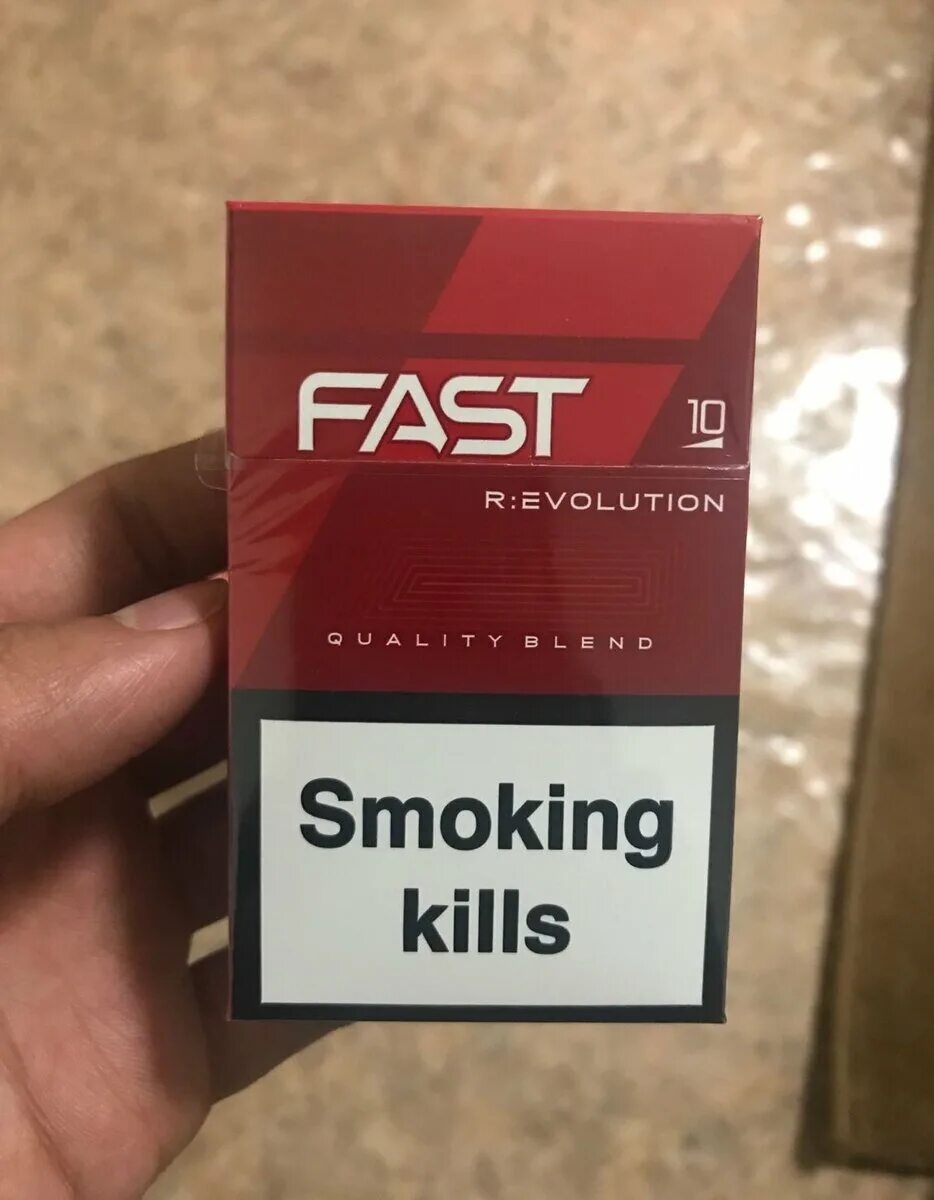 FAST
10
R:EVOLUTION
QUALITY BLEND
Smoking
kills